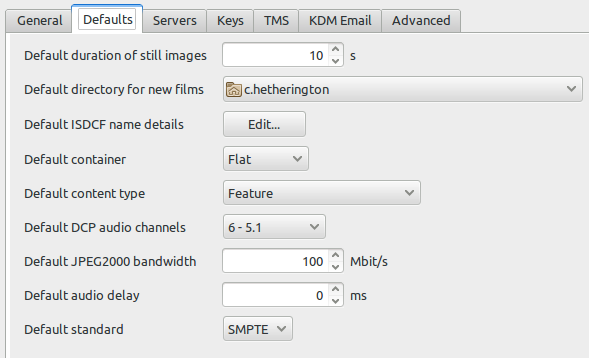 General Defaults Servers Keys TMS KDM Email Advanced
Default duration of still images 10 s
Default directory for new films c.hetherington
Default ISDCF name details Edit...
Default container Flat
Default content type Feature
Default DCP audio channels 6 - 5.1
Default JPEG2000 bandwidth 100 Mbit/s
Default audio delay 0 ms
Default standard SMPTE